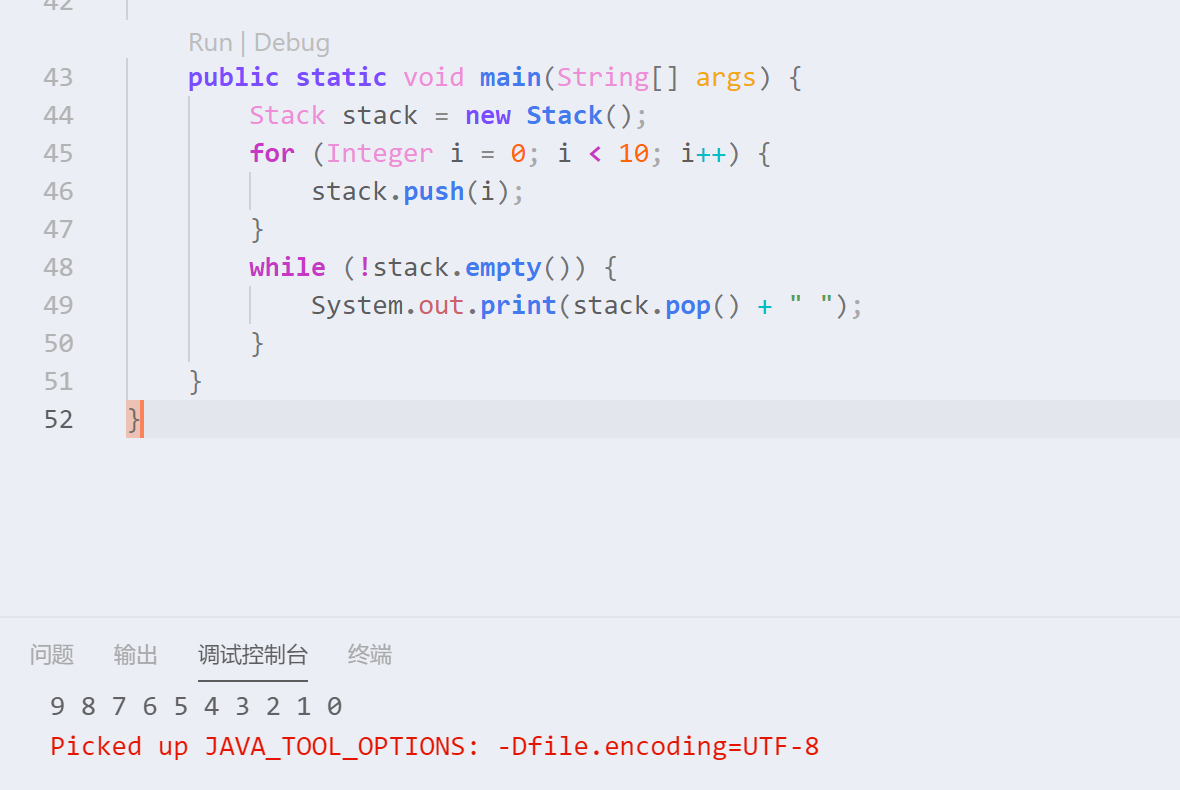 42
Run | Debug
43 public static void main(String[] args) {
44 Stack stack = new Stack();
45 for (Integer i = 0; i < 10; i++) {
46 stack.push(i);
47 }
48 while (!stack.empty()) {
49 System.out.print(stack.pop() + " ");
50 }
51 }
52 }
问题 输出 调试控制台 终端
9 8 7 6 5 4 3 2 1 0
Picked up JAVA_TOOL_OPTIONS: -Dfile.encoding=UTF-8